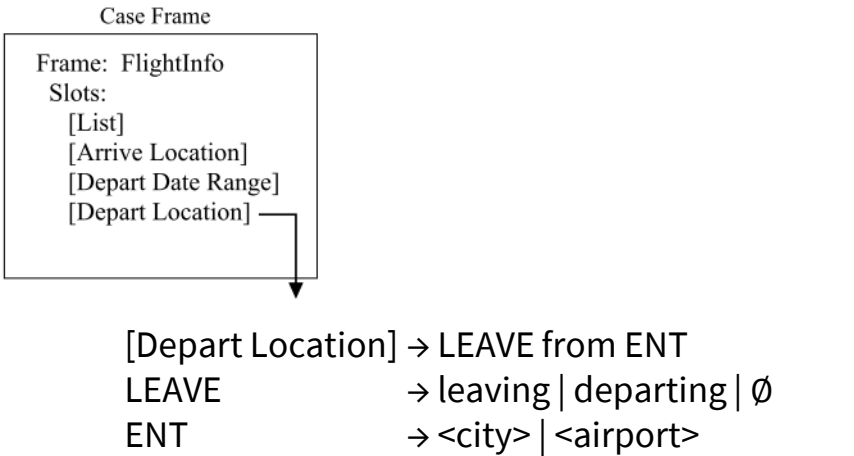 Case Frame
Frame: FlightInfo
Slots:
[List]
[Arrive Location]
[Depart Date Range]
[Depart Location]
[Depart Location] → LEAVE from ENT
LEAVE → leaving | departing | Ø
ENT → <city> | <airport>